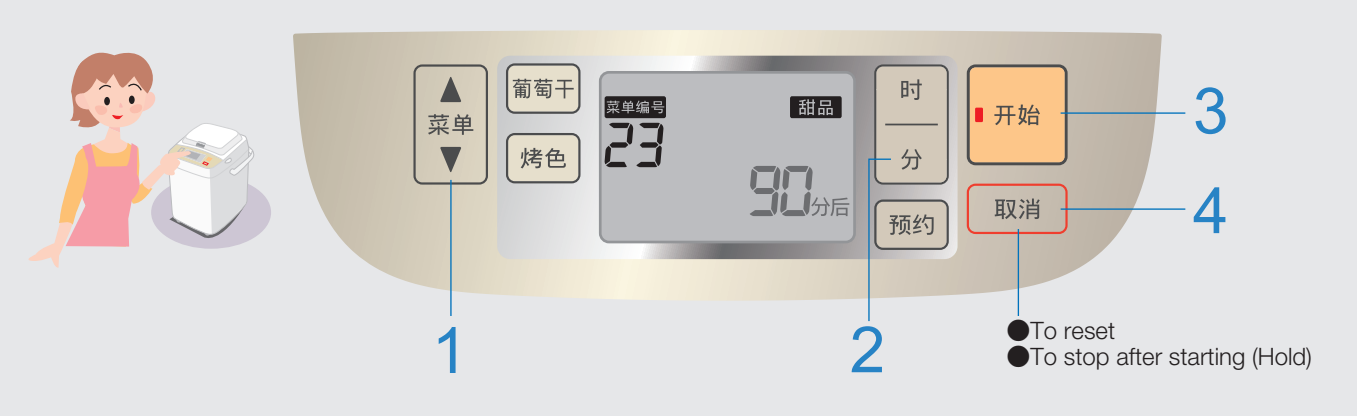 菜单
葡萄干
烤色
菜单编号
甜品
23
90分后
时
分
预约
开始
取消
1
2
3
4
●To reset
●To stop after starting (Hold)